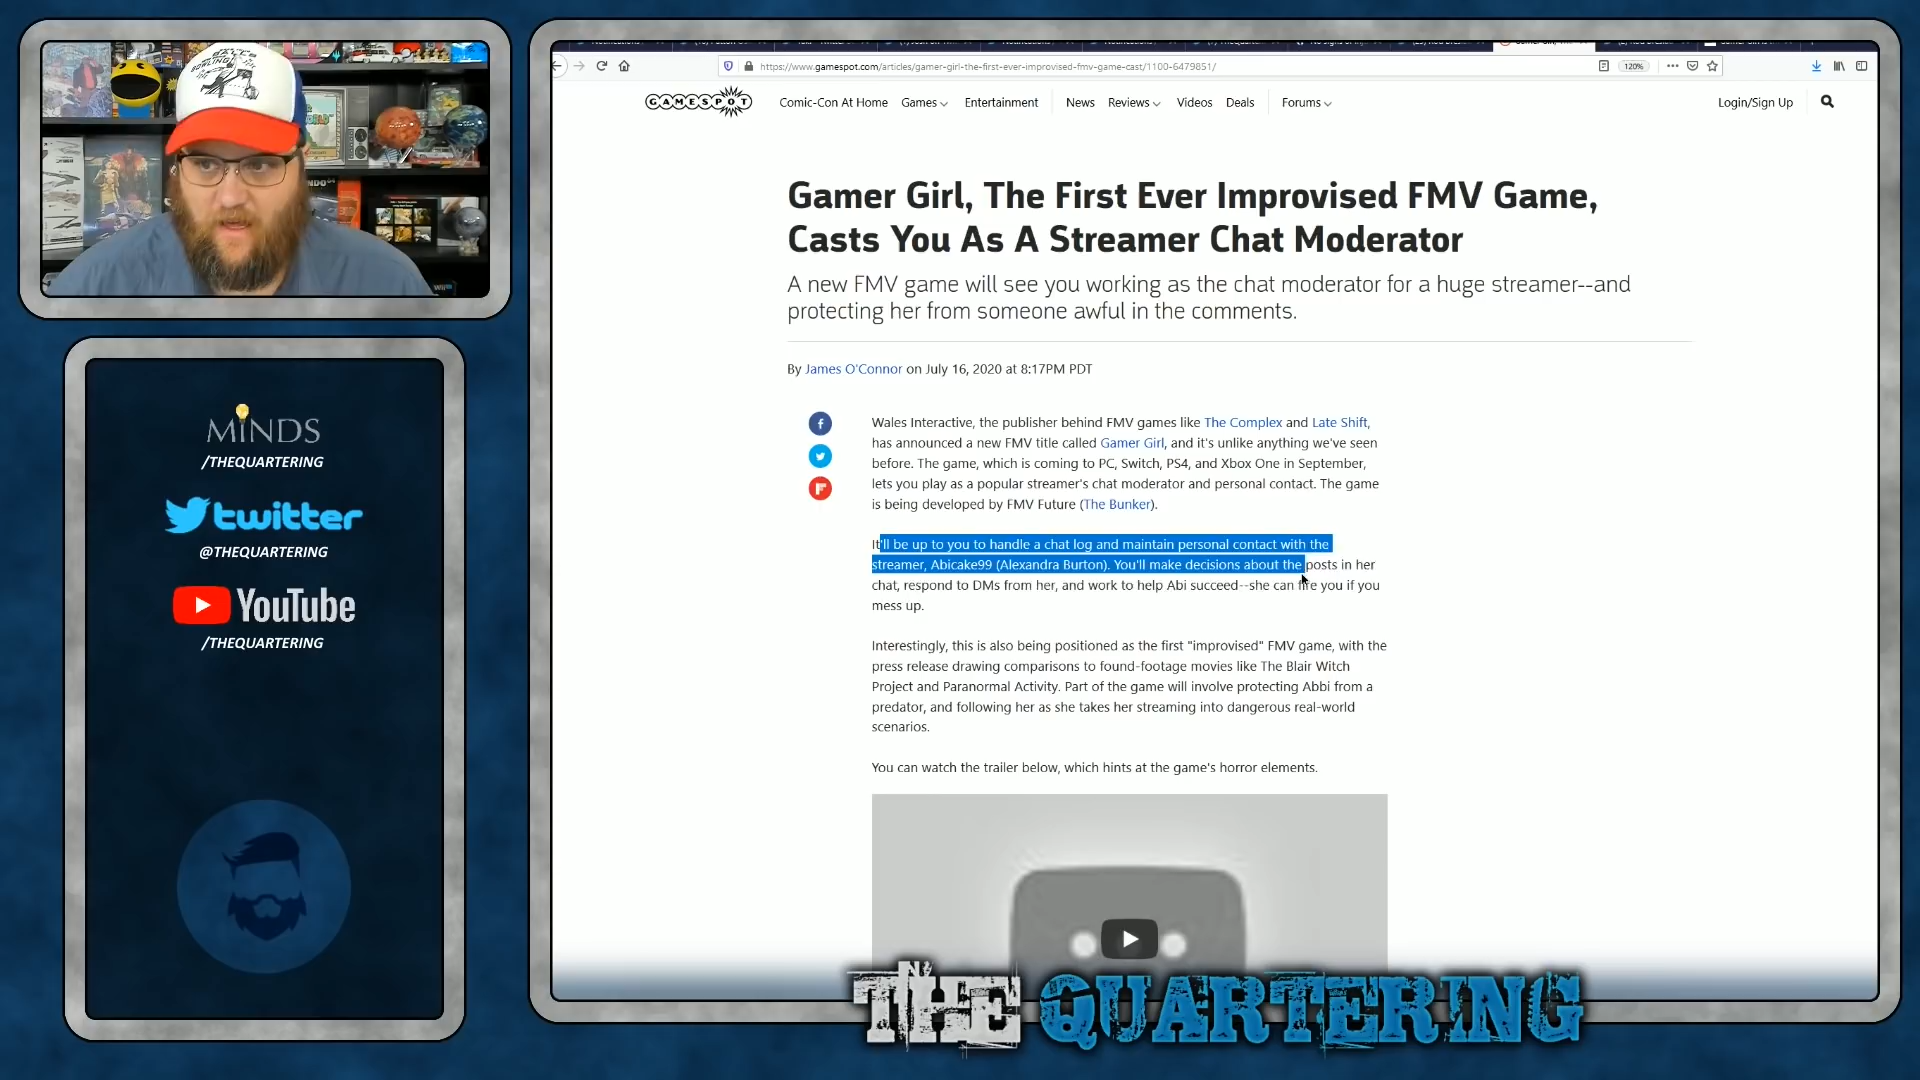 MINDS
/THEQUARTERING
twitter
@THEQUARTERING
YouTube
/THEQUARTERING
https://www.gamespot.com/articles/gamer-girl-the-first-ever-improvised-fmv-game-cast/1100-6479851/
120%
GAMESPOT
Comic-Con At Home
Games
Entertainment
News
Reviews
Videos
Deals
Forums
Login/Sign Up
Gamer Girl, The First Ever Improvised FMV Game,
Casts You As A Streamer Chat Moderator
A new FMV game will see you working as the chat moderator for a huge streamer--and
protecting her from someone awful in the comments.
By James O'Connor on July 16, 2020 at 8:17PM PDT
Wales Interactive, the publisher behind FMV games like The Complex and Late Shift,
has announced a new FMV title called Gamer Girl, and it's unlike anything we've seen
before. The game, which is coming to PC, Switch, PS4, and Xbox One in September,
lets you play as a popular streamer's chat moderator and personal contact. The game
is being developed by FMV Future (The Bunker).
It'll be up to you to handle a chat log and maintain personal contact with the
streamer, Abicake99 (Alexandra Burton). You'll make decisions about the posts in her
chat, respond to DMs from her, and work to help Abi succeed--she can fire you if you
mess up.
Interestingly, this is also being positioned as the first "improvised" FMV game, with the
press release drawing comparisons to found-footage movies like The Blair Witch
Project and Paranormal Activity. Part of the game will involve protecting Abbi from a
predator, and following her as she takes her streaming into dangerous real-world
scenarios.
You can watch the trailer below, which hints at the game's horror elements.
THE QUARTERING